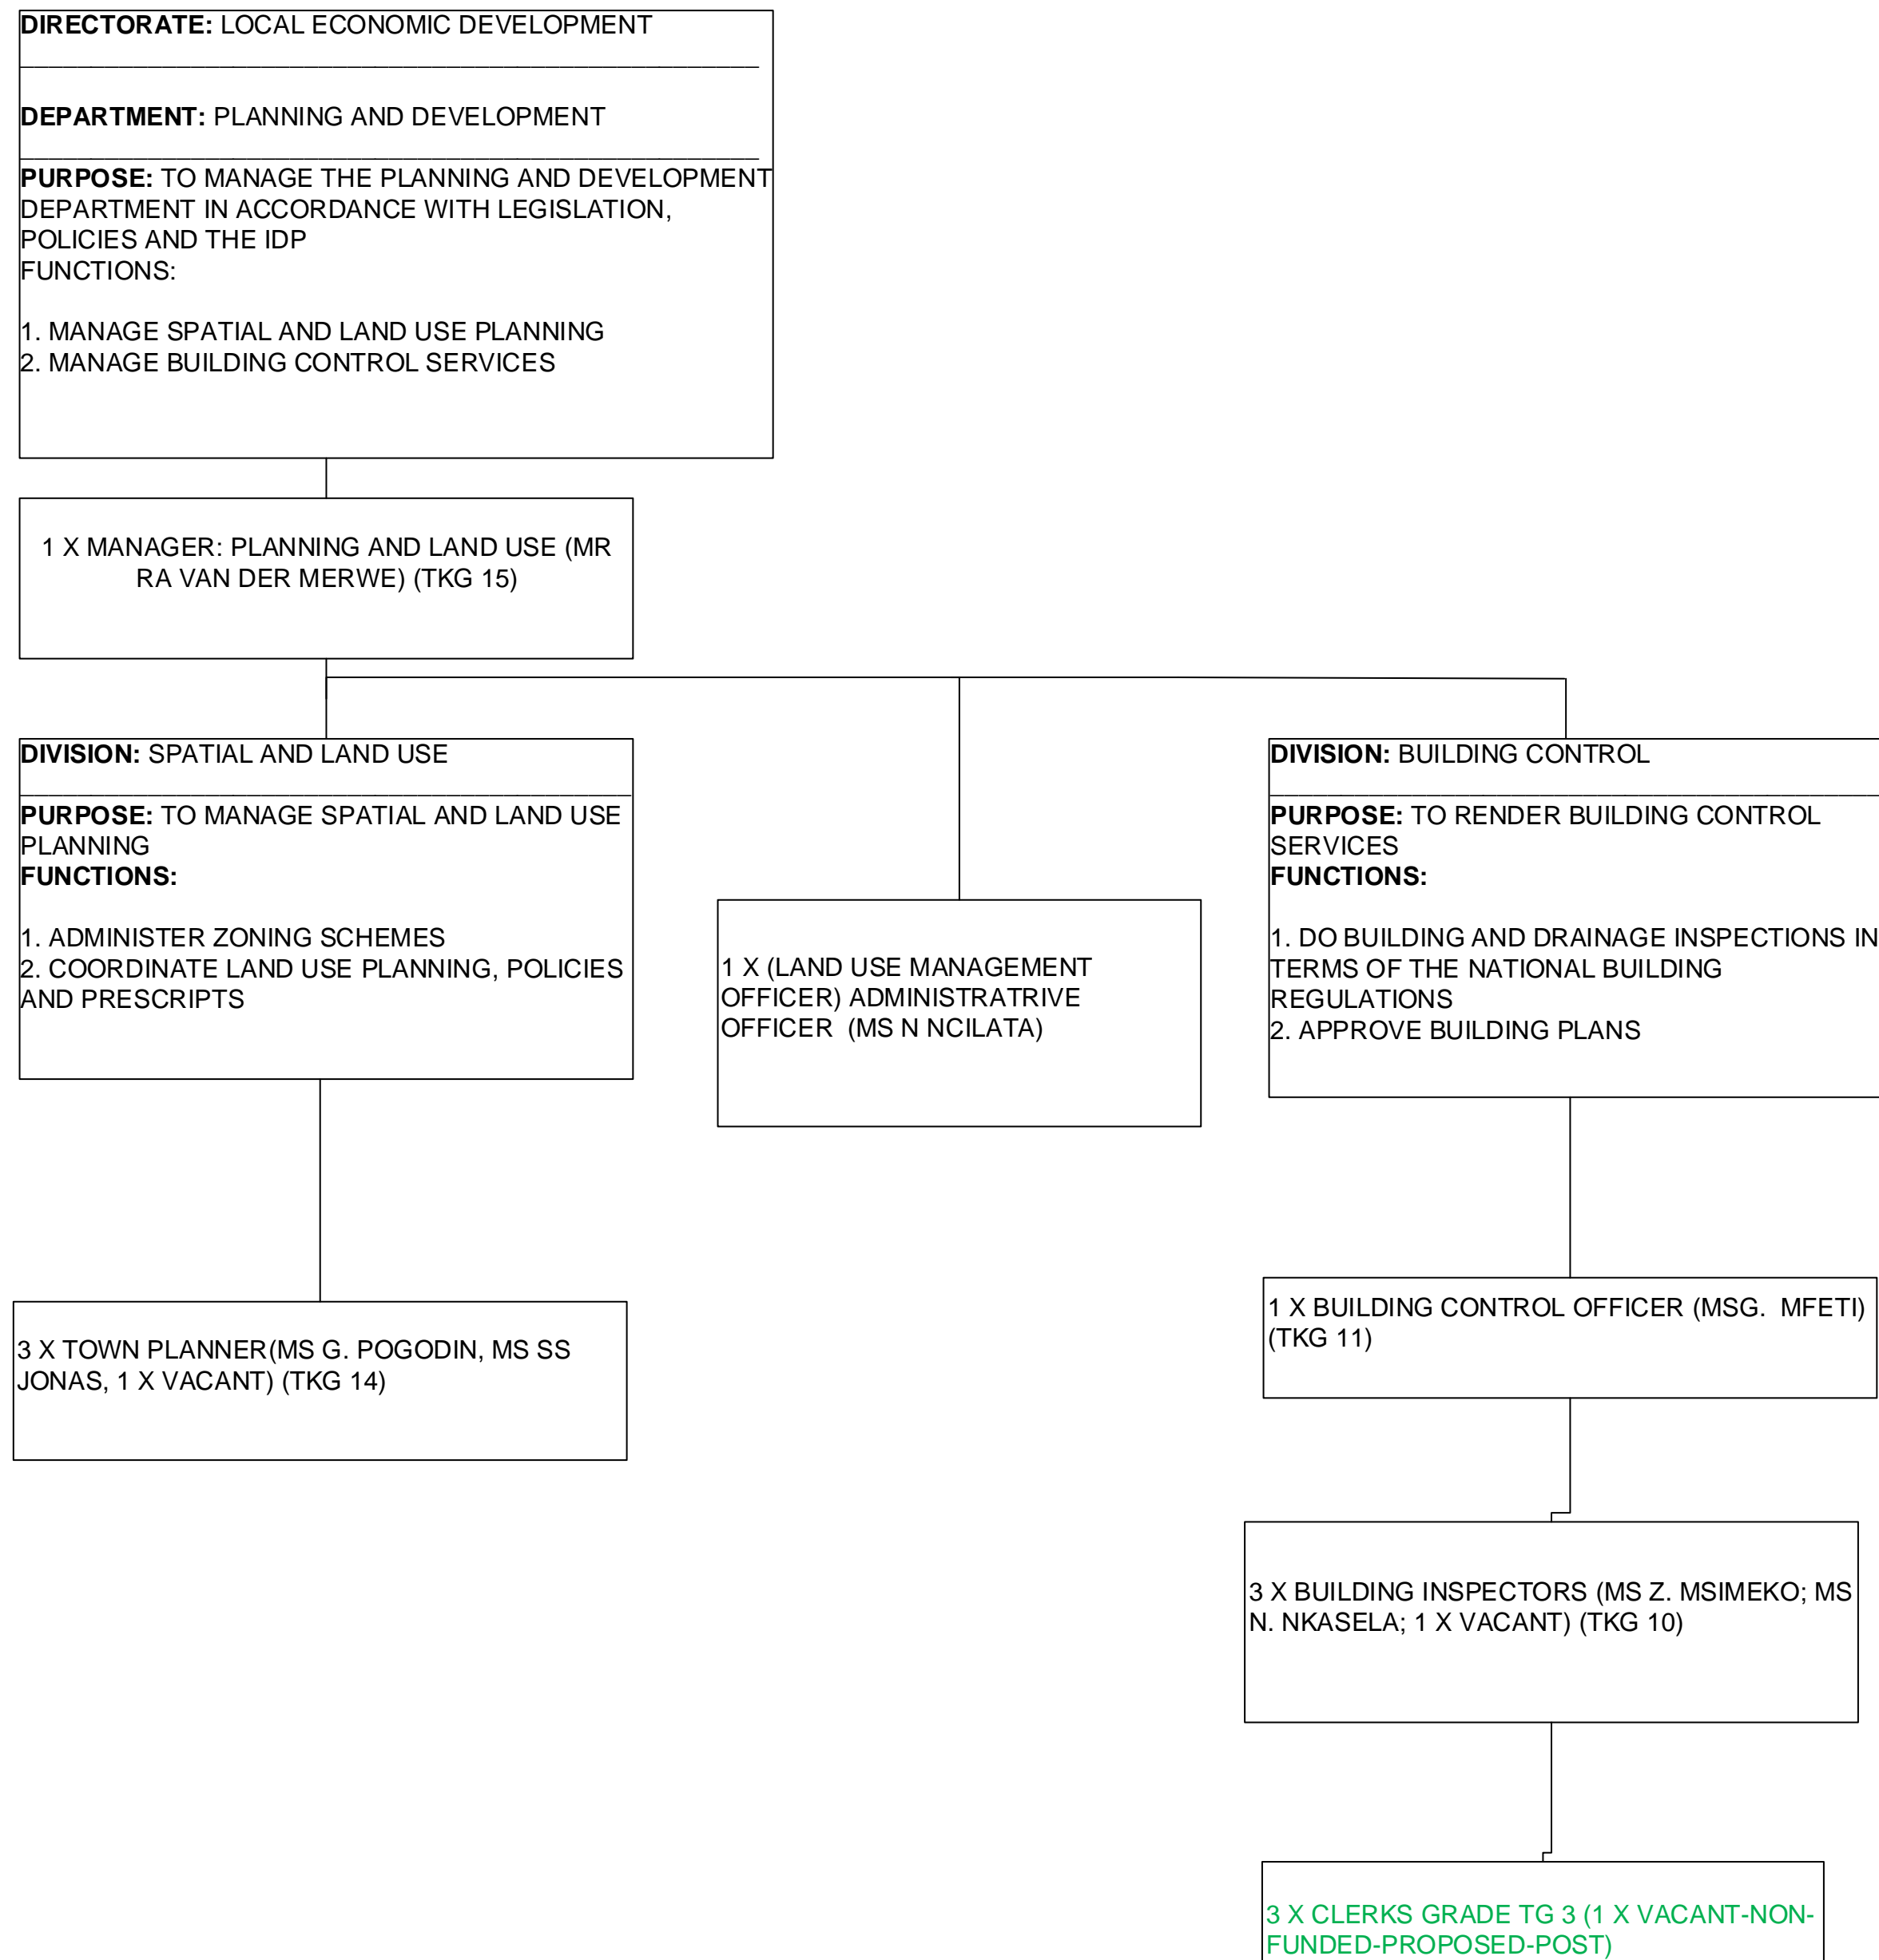 DIRECTORATE: LOCAL ECONOMIC DEVELOPMENT
DEPARTMENT: PLANNING AND DEVELOPMENT
PURPOSE: TO MANAGE THE PLANNING AND DEVELOPMENT
DEPARTMENT IN ACCORDANCE WITH LEGISLATION,
POLICIES AND THE IDP
FUNCTIONS:
1. MANAGE SPATIAL AND LAND USE PLANNING
2. MANAGE BUILDING CONTROL SERVICES
1 X MANAGER: PLANNING AND LAND USE (MR
RA VAN DER MERWE) (TKG 15)
DIVISION: SPATIAL AND LAND USE
PURPOSE: TO MANAGE SPATIAL AND LAND USE
PLANNING
FUNCTIONS:
1. ADMINISTER ZONING SCHEMES
2. COORDINATE LAND USE PLANNING, POLICIES
AND PRESCRIPTS
1 X (LAND USE MANAGEMENT
OFFICER) ADMINISTRATRIVE
OFFICER  (MS N NCILATA)
DIVISION: BUILDING CONTROL
PURPOSE: TO RENDER BUILDING CONTROL
SERVICES
FUNCTIONS:
1. DO BUILDING AND DRAINAGE INSPECTIONS IN
TERMS OF THE NATIONAL BUILDING
REGULATIONS
2. APPROVE BUILDING PLANS
3 X TOWN PLANNER(MS G. POGODIN, MS SS
JONAS, 1 X VACANT) (TKG 14)
1 X BUILDING CONTROL OFFICER (MSG.  MFETI)
(TKG 11)
3 X BUILDING INSPECTORS (MS Z. MSIMEKO; MS
N. NKASELA; 1 X VACANT) (TKG 10)
3 X CLERKS GRADE TG 3 (1 X VACANT-NON-
FUNDED-PROPOSED-POST)